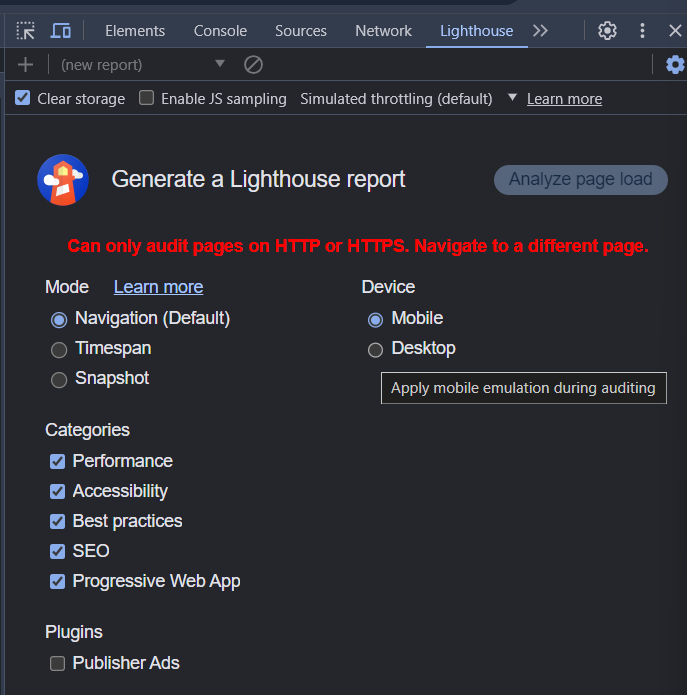 Elements Console Sources Network Lighthouse
(new report)
Clear storage Enable JS sampling Simulated throttling (default) Learn more
Generate a Lighthouse report Analyze page load
Can only audit pages on HTTP or HTTPS. Navigate to a different page.
Mode Learn more Device
Navigation (Default) Mobile
Timespan Desktop
Snapshot
Apply mobile emulation during auditing
Categories
Performance
Accessibility
Best practices
SEO
Progressive Web App
Plugins
Publisher Ads